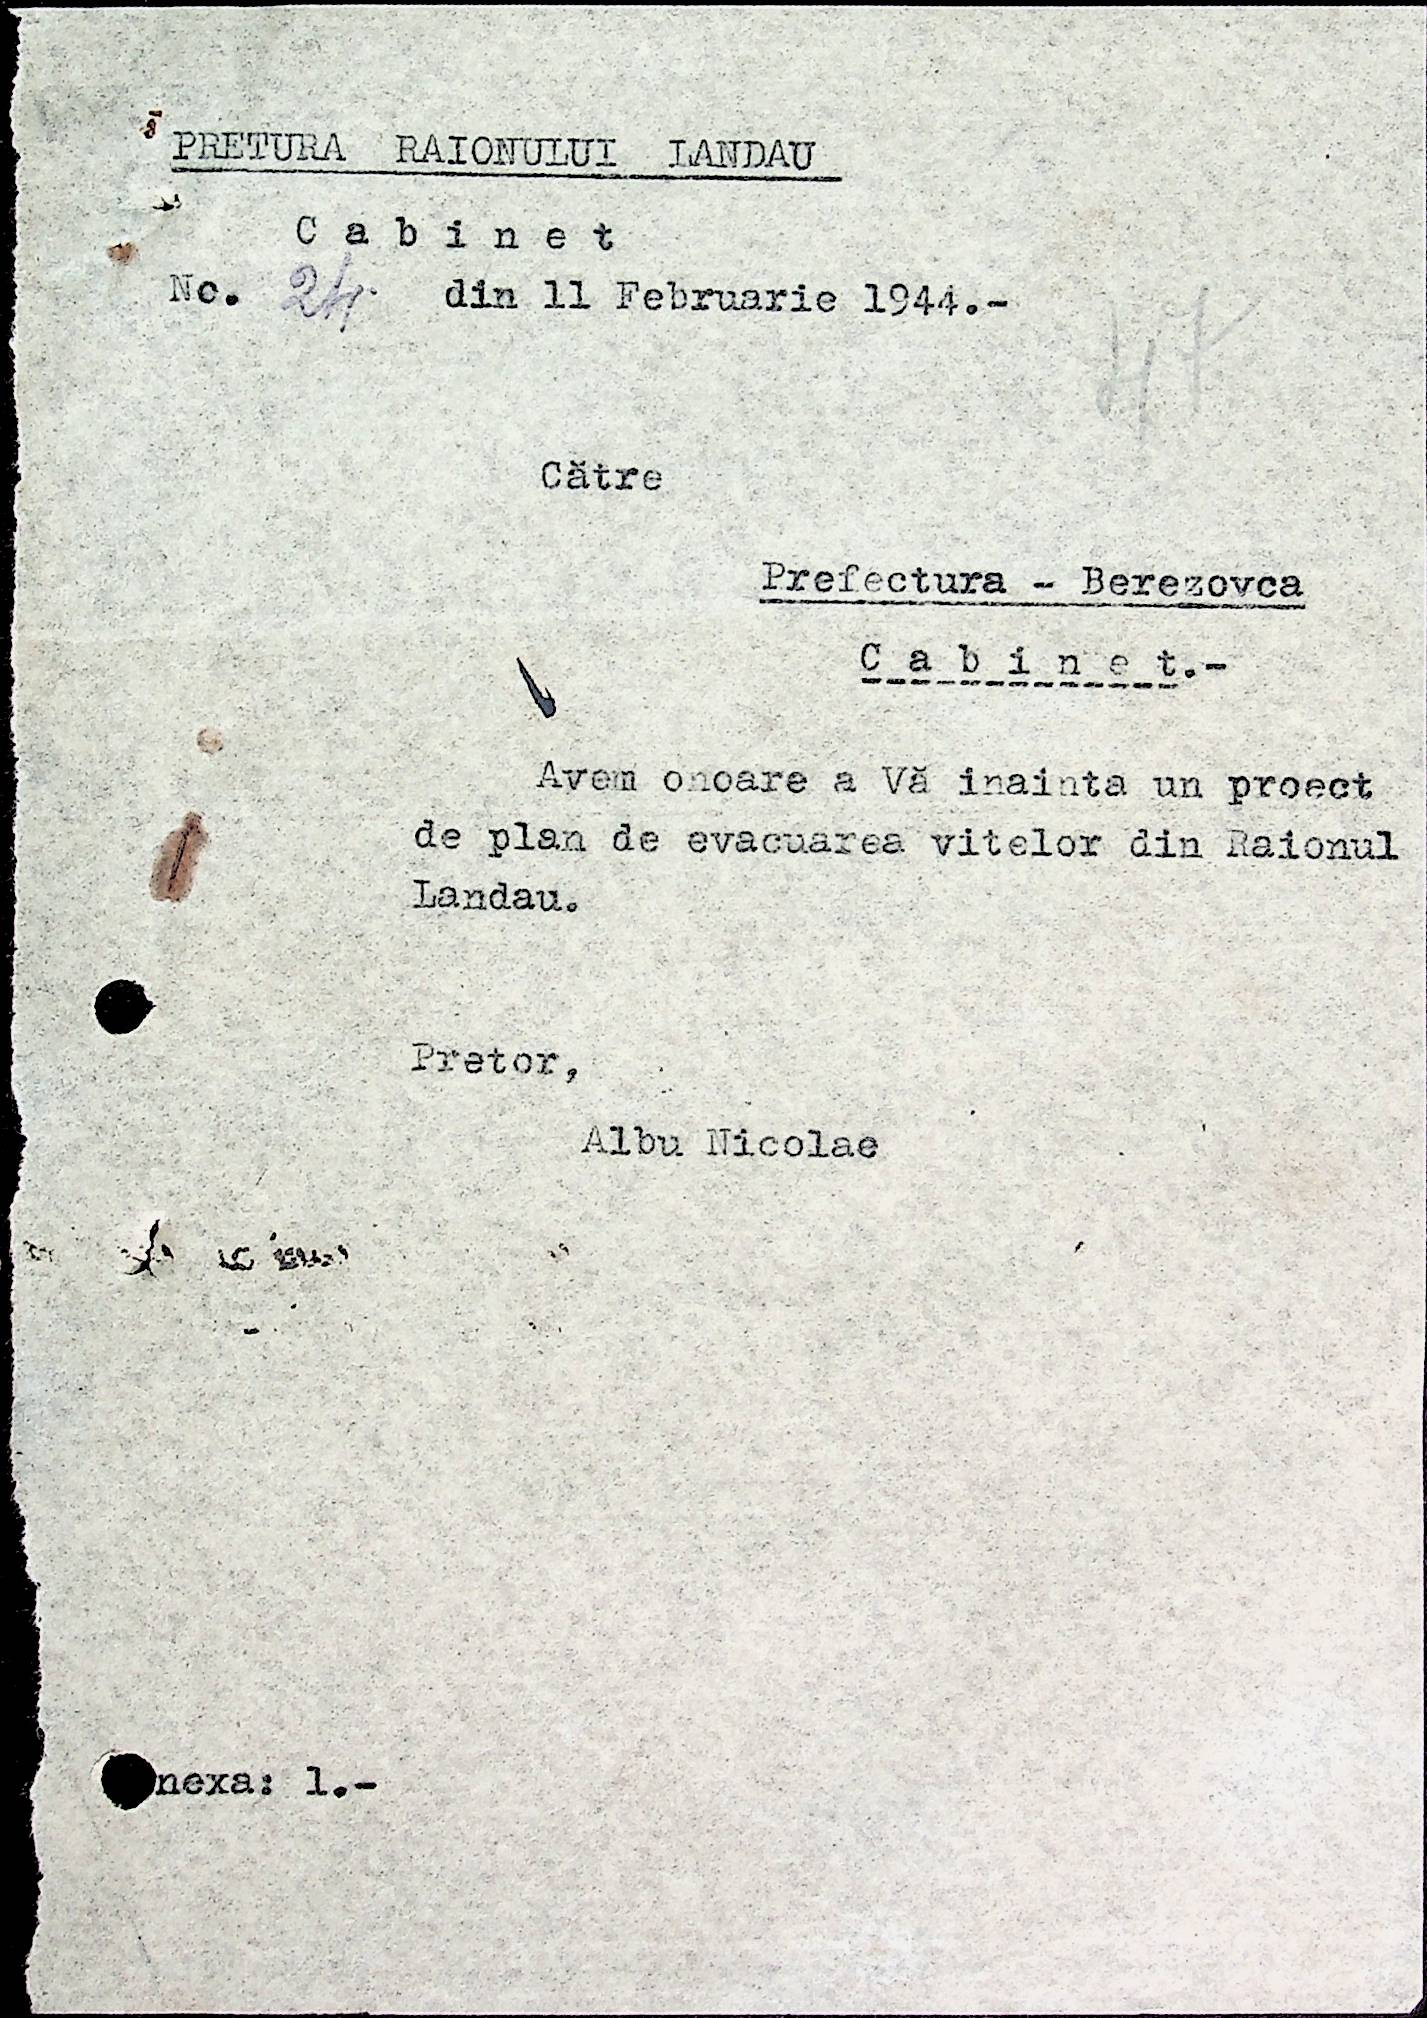 PRETURA RAIONULUI LANDAU
Cabinet
No. 24. din 11 Februarie 1944.-
47
Către
Prefectura - Berezovca
Cabinet.-
Avem onoare a Vă inainta un proect
de plan de evacuarea vitelor din Raionul
Landau.
Pretor,
Albu Nicolae
nexa: 1.-